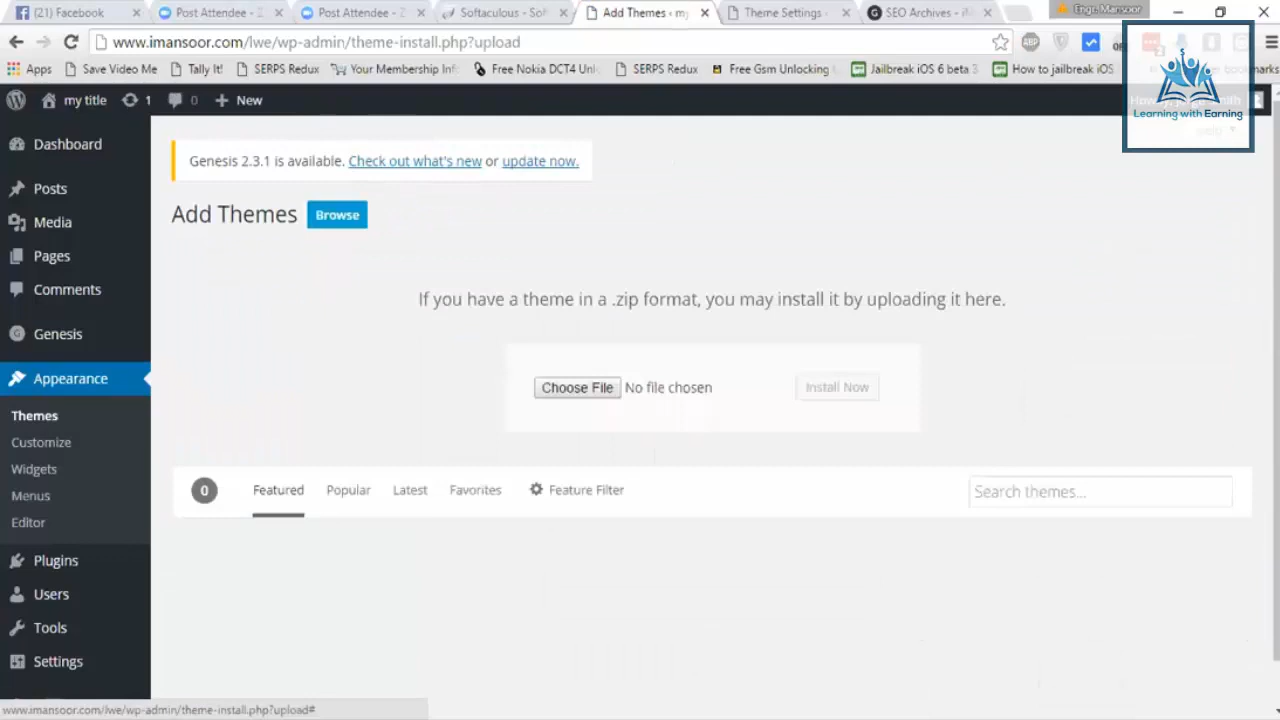 (21) Facebook
Post Attendee - Z
Post Attendee - Z
Softaculous - Sof
Add Themes ‹ my
Theme Settings
SEO Archives - iM
Engr. Mansoor
www.imansoor.com/lwe/wp-admin/theme-install.php?upload
Apps
Save Video Me
Tally It!
SERPS Redux
Your Membership In
Free Nokia DCT4 Unl
SERPS Redux
Free Gsm Unlocking
Jailbreak iOS 6 beta 3
How to jailbreak iOS
bookmarks
Learning with Earning
my title
1
0
New
Dashboard
Posts
Media
Pages
Comments
Genesis
Appearance
Themes
Customize
Widgets
Menus
Editor
Plugins
Users
Tools
Settings
Genesis 2.3.1 is available. Check out what's new or update now.
Add Themes
Browse
If you have a theme in a .zip format, you may install it by uploading it here.
Choose File No file chosen
Install Now
0
Featured
Popular
Latest
Favorites
Feature Filter
Search themes...
www.imansoor.com/lwe/wp-admin/theme-install.php?upload#